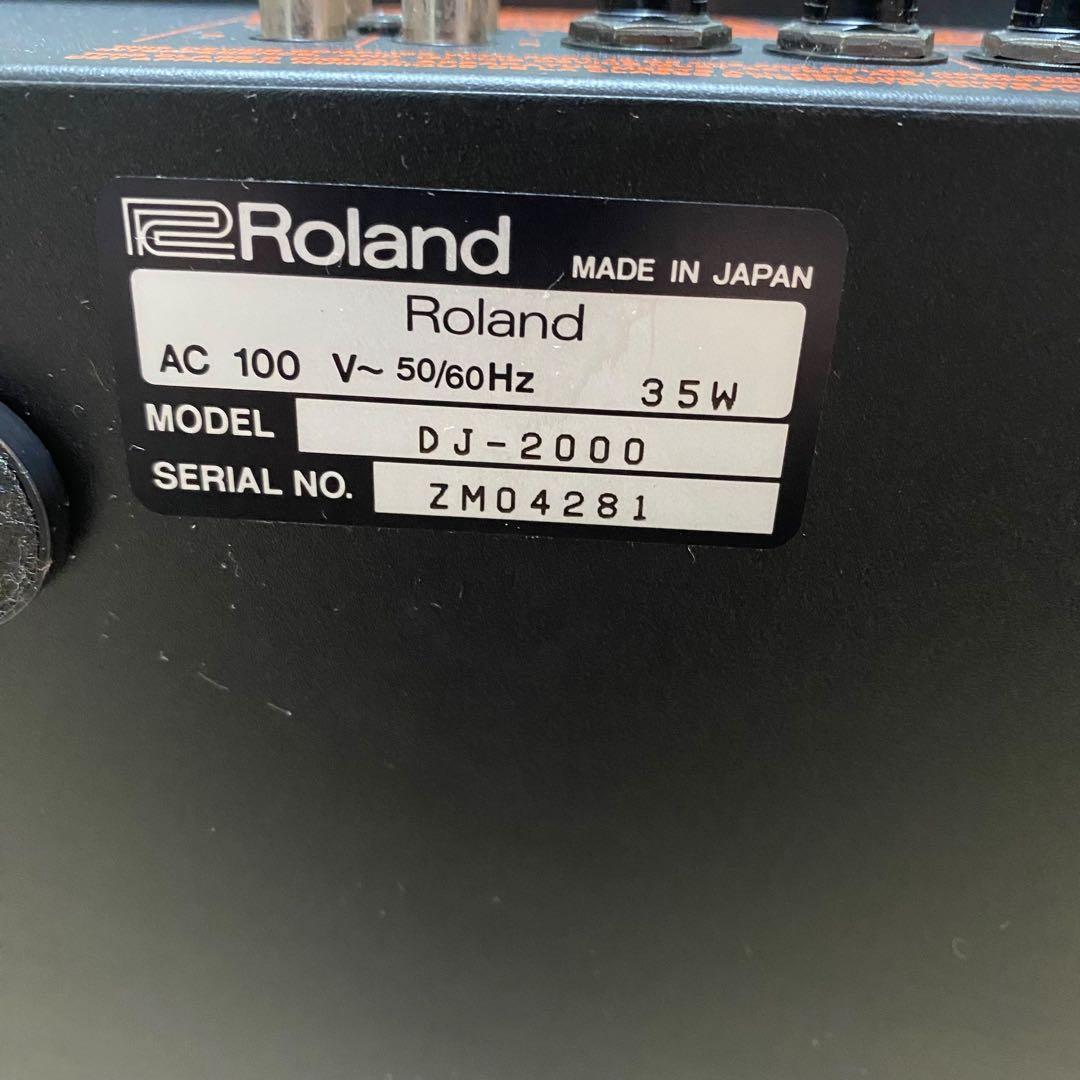 Roland
MADE IN JAPAN
Roland
AC 100 V~ 50/60Hz 35W
MODEL DJ-2000
SERIAL NO. ZM04281